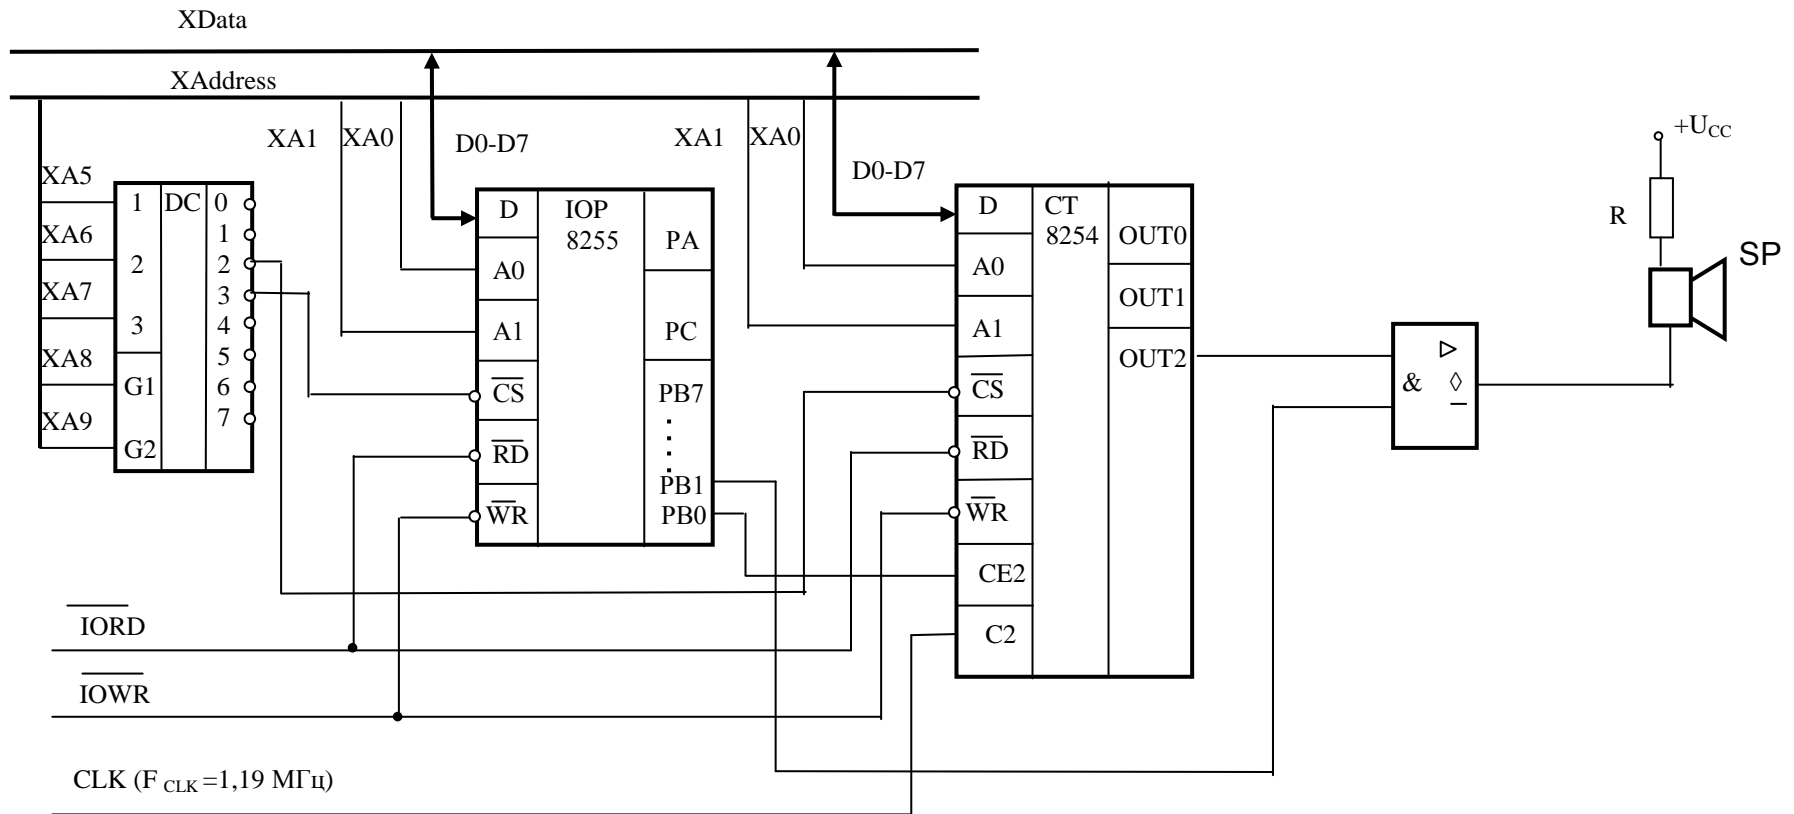 XData
XAddress
XA1 XA0
D0-D7
XA1 XA0
D0-D7
+UCC
XA5
XA6
XA7
XA8
XA9
1
2
3
G1
G2
DC
0
1
2
3
4
5
6
7
D
A0
A1
CS
RD
WR
IOP
8255
PA
PC
PB7
PB1
PB0
D
A0
A1
CS
RD
WR
CE2
C2
CT
8254
OUT0
OUT1
OUT2
&
R
SP
IORD
IOWR
CLK (F CLK =1,19 МГц)